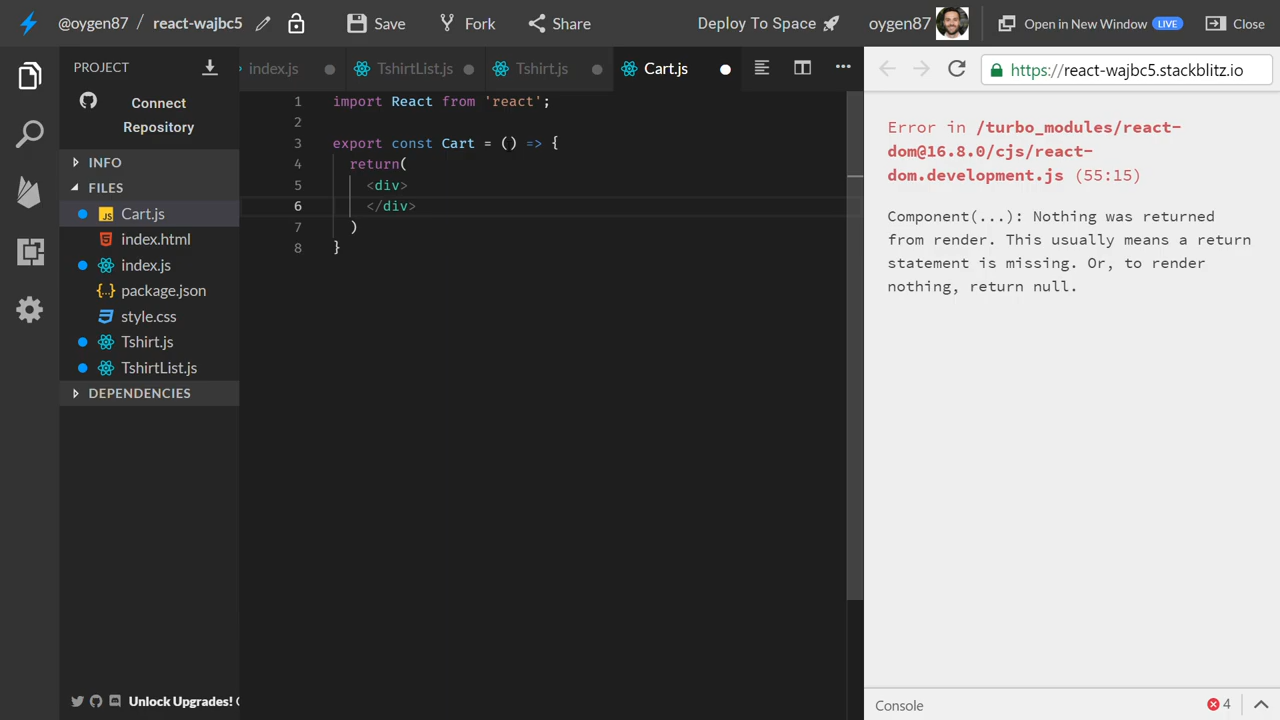 @oygen87 / react-wajbc5 Save Fork Share Deploy To Space oygen87 Open in New Window LIVE Close
PROJECT
Connect
Repository
INFO
FILES
Cart.js
index.html
index.js
package.json
style.css
Tshirt.js
TshirtList.js
DEPENDENCIES
Unlock Upgrades!
index.js TshirtList.js Tshirt.js Cart.js
1 import React from 'react';
2
3 export const Cart = () => {
4 return(
5 <div>
6 </div>
7 )
8 }
https://react-wajbc5.stackblitz.io
Error in /turbo_modules/react-
dom@16.8.0/cjs/react-
dom.development.js (55:15)
Component(...): Nothing was returned
from render. This usually means a return
statement is missing. Or, to render
nothing, return null.
Console 4